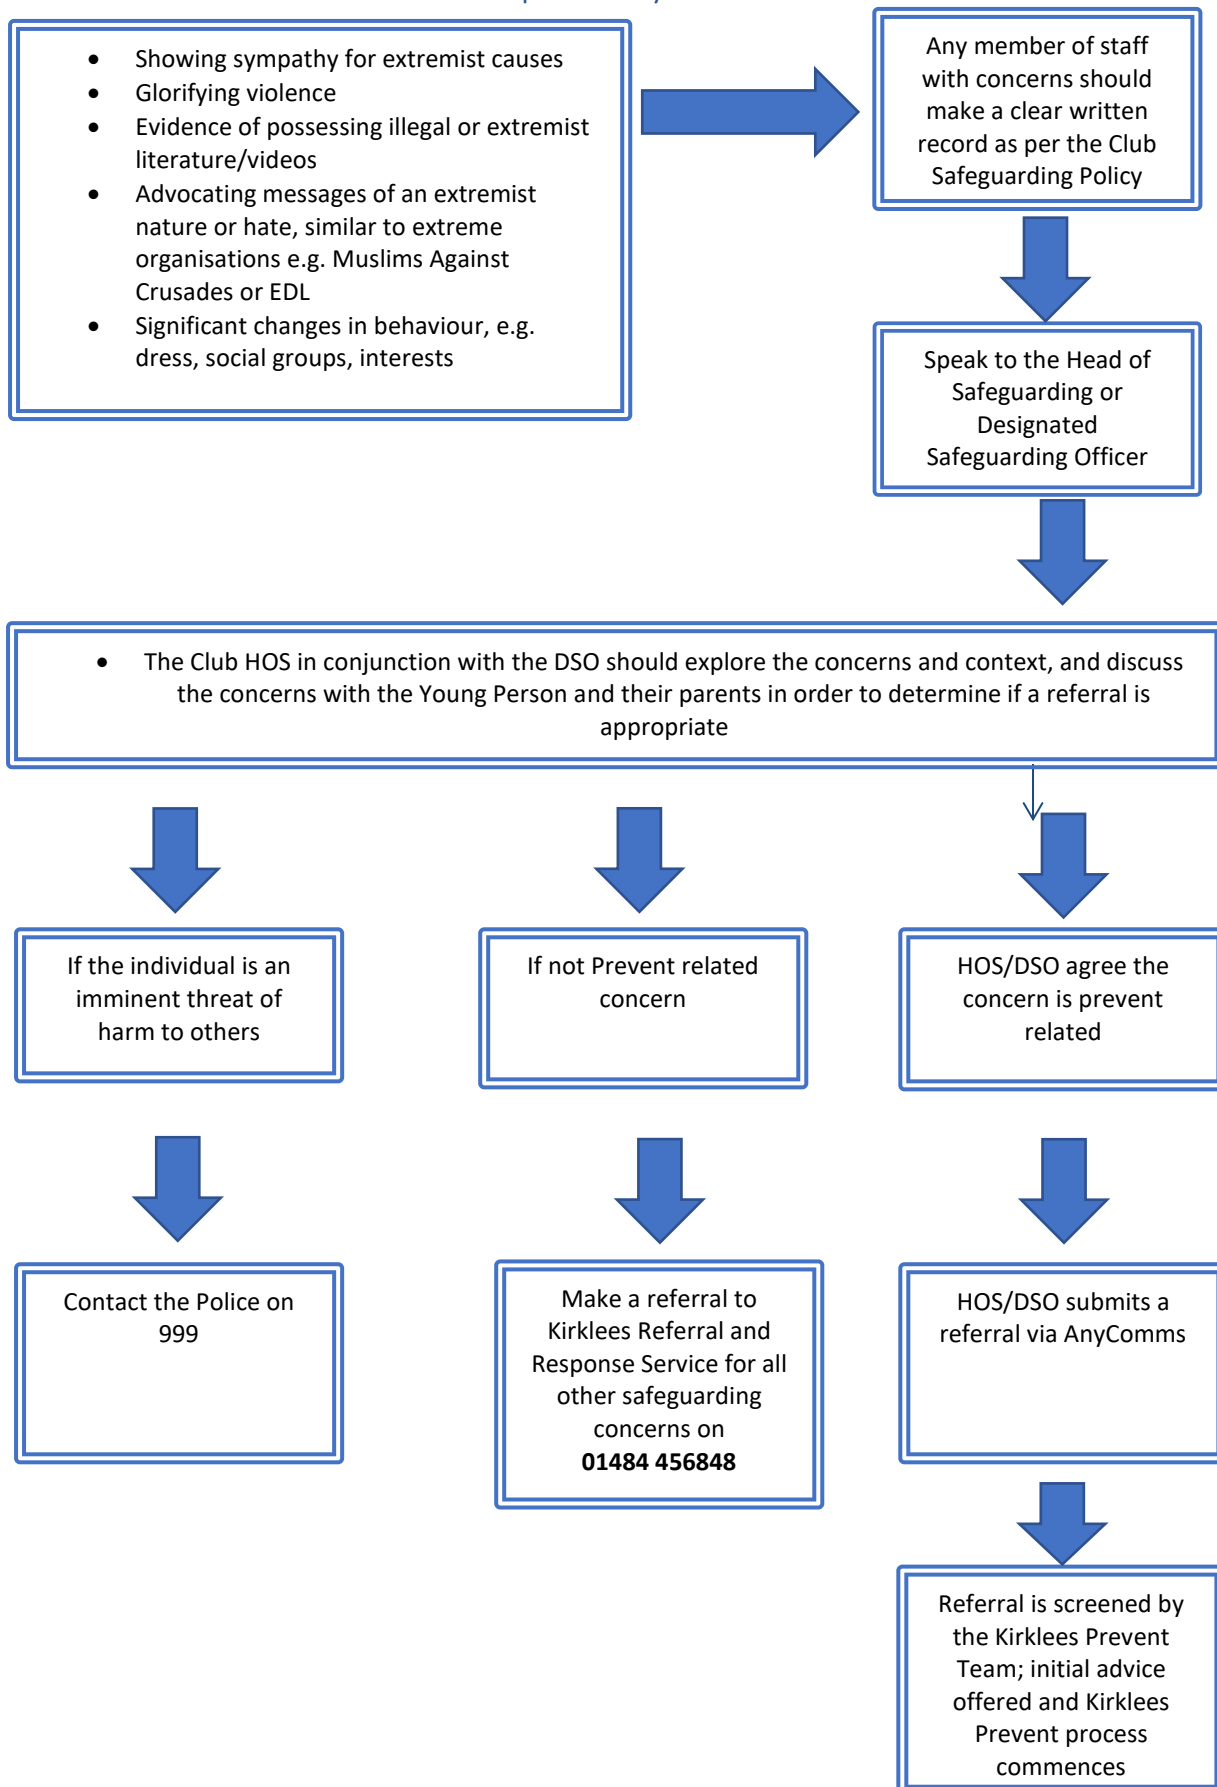 • Showing sympathy for extremist causes
• Glorifying violence
• Evidence of possessing illegal or extremist
literature/videos
• Advocating messages of an extremist
nature or hate, similar to extreme
organisations e.g. Muslims Against
Crusades or EDL
• Significant changes in behaviour, e.g.
dress, social groups, interests
Any member of staff
with concerns should
make a clear written
record as per the Club
Safeguarding Policy
Speak to the Head of
Safeguarding or
Designated
Safeguarding Officer
• The Club HOS in conjunction with the DSO should explore the concerns and context, and discuss
the concerns with the Young Person and their parents in order to determine if a referral is
appropriate
If the individual is an
imminent threat of
harm to others
If not Prevent related
concern
HOS/DSO agree the
concern is prevent
related
Contact the Police on
999
Make a referral to
Kirklees Referral and
Response Service for all
other safeguarding
concerns on
01484 456848
HOS/DSO submits a
referral via AnyComms
Referral is screened by
the Kirklees Prevent
Team; initial advice
offered and Kirklees
Prevent process
commences